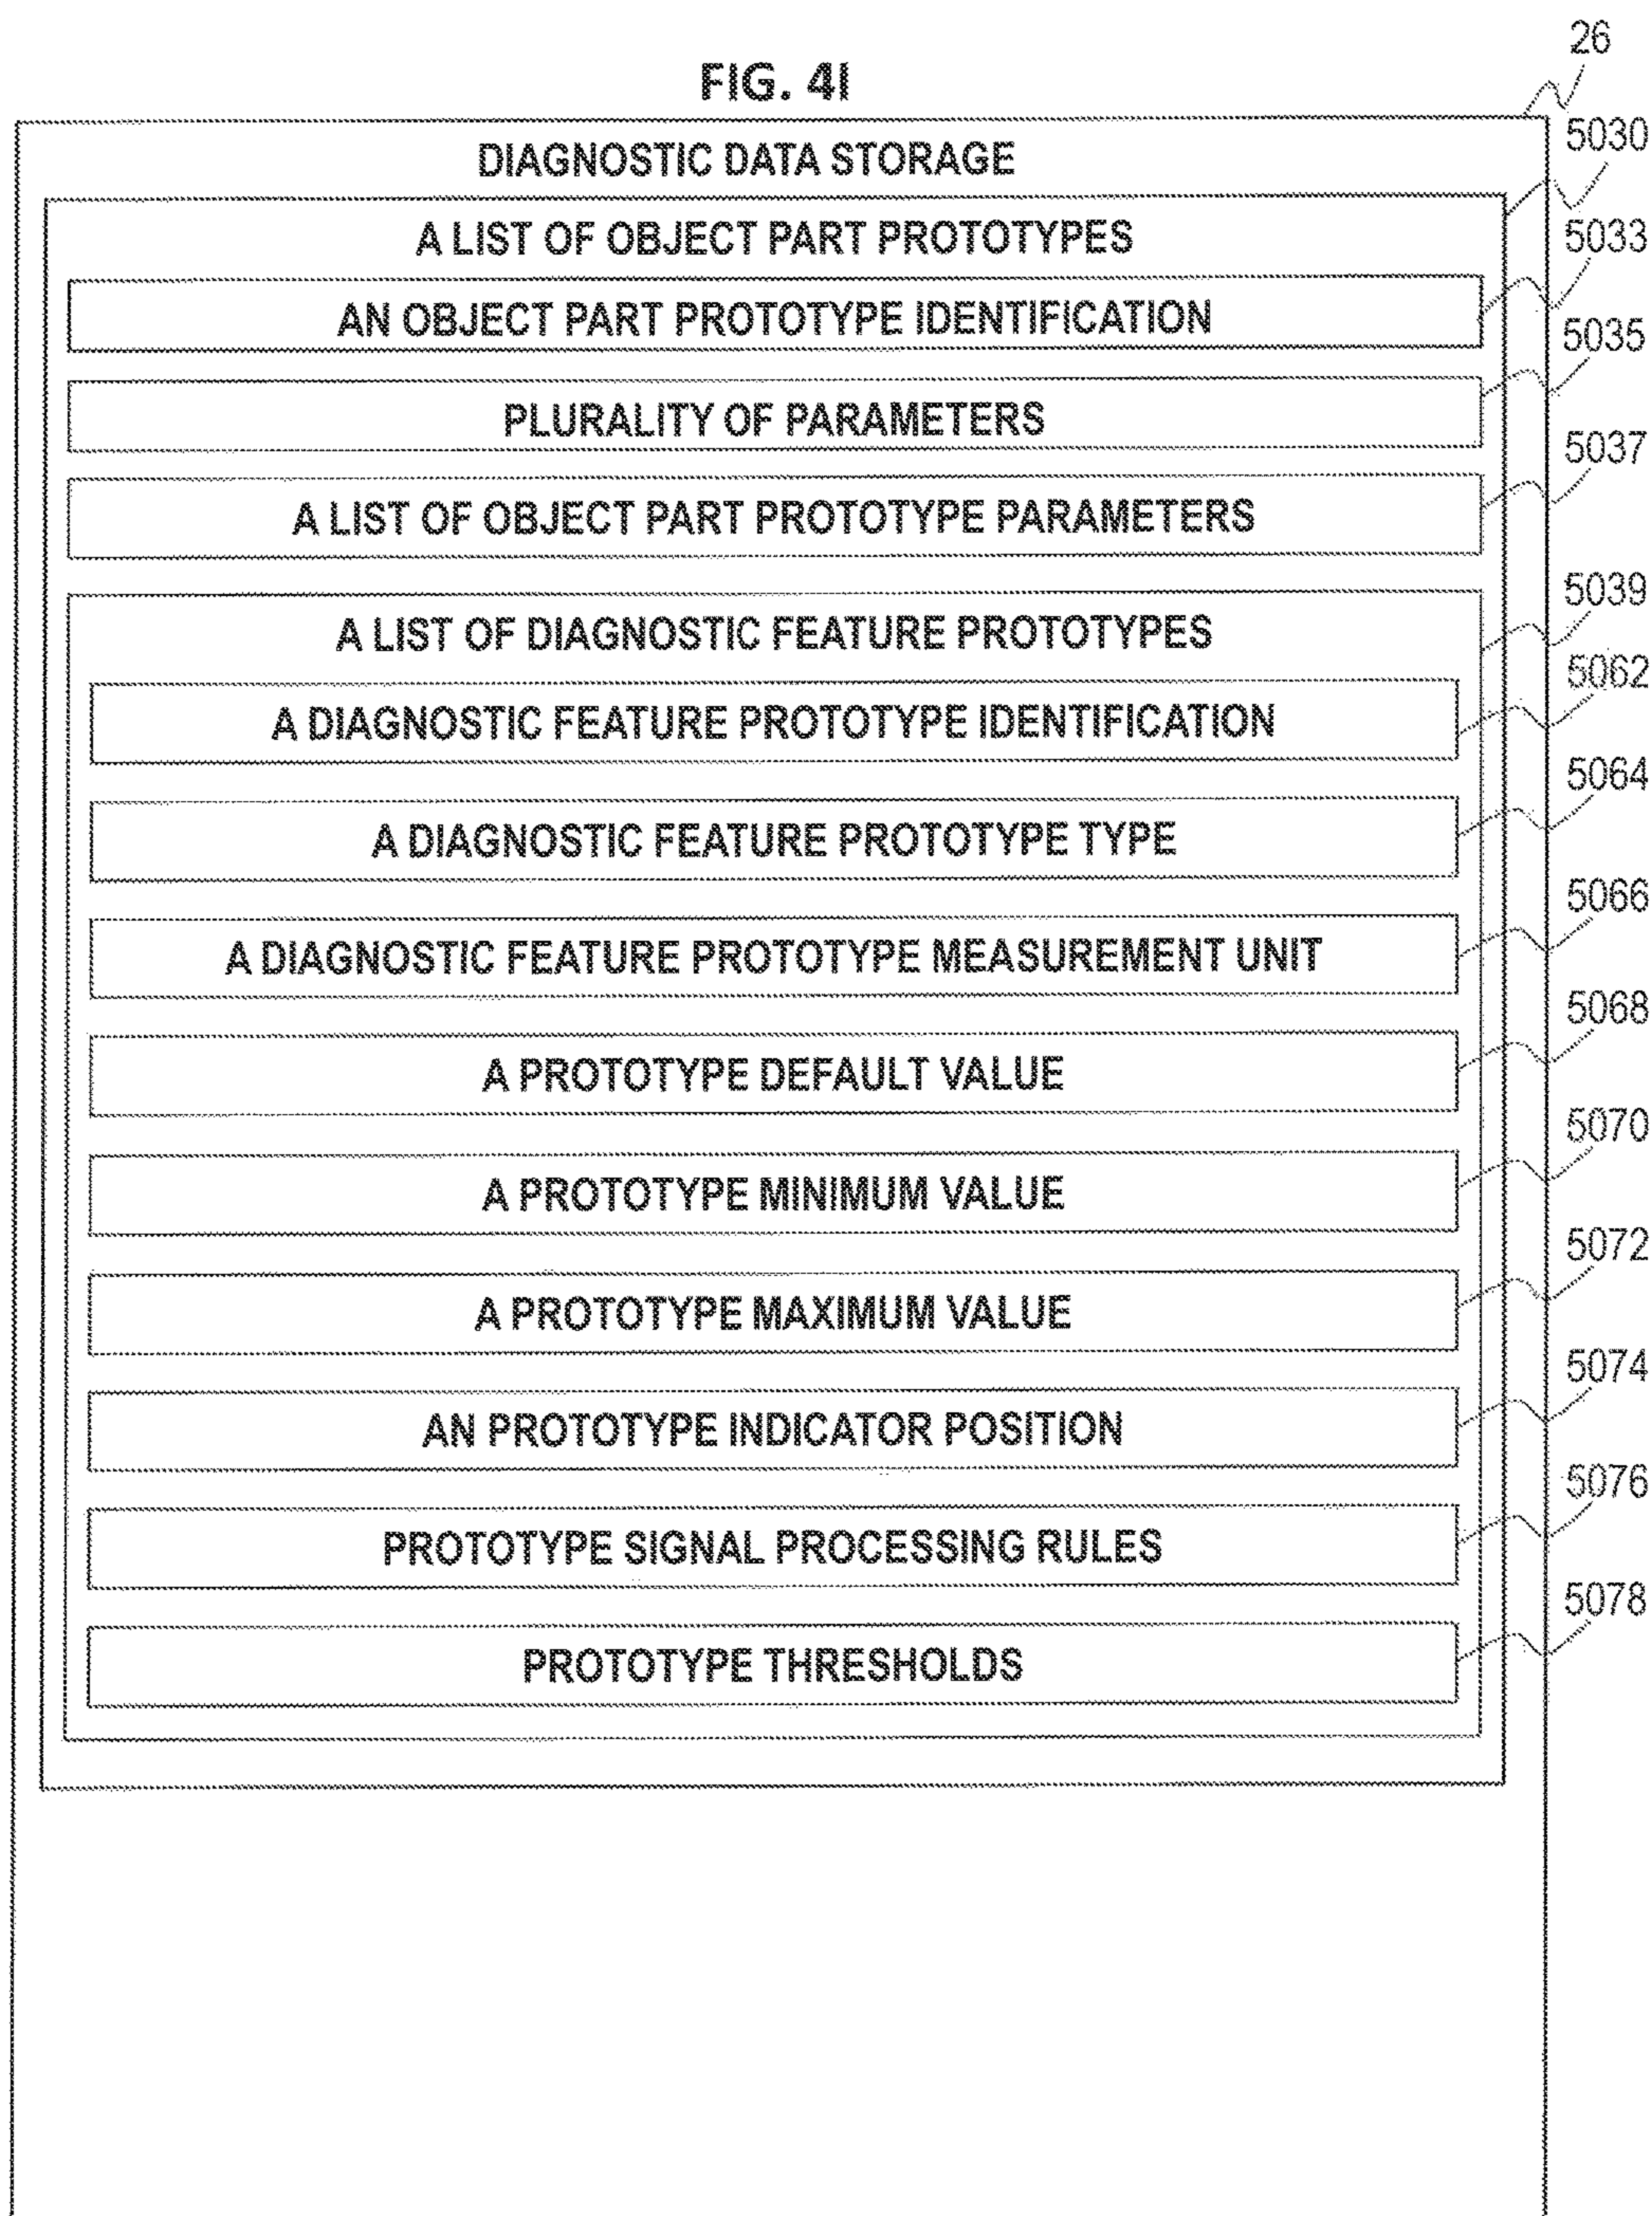 26
FIG. 4I
5030
DIAGNOSTIC DATA STORAGE
5033
A LIST OF OBJECT PART PROTOTYPES
AN OBJECT PART PROTOTYPE IDENTIFICATION
5035
PLURALITY OF PARAMETERS
5037
A LIST OF OBJECT PART PROTOTYPE PARAMETERS
5039
A LIST OF DIAGNOSTIC FEATURE PROTOTYPES
5062
A DIAGNOSTIC FEATURE PROTOTYPE IDENTIFICATION
5064
A DIAGNOSTIC FEATURE PROTOTYPE TYPE
5066
A DIAGNOSTIC FEATURE PROTOTYPE MEASUREMENT UNIT
5068
A PROTOTYPE DEFAULT VALUE
5070
A PROTOTYPE MINIMUM VALUE
5072
A PROTOTYPE MAXIMUM VALUE
5074
AN PROTOTYPE INDICATOR POSITION
5076
PROTOTYPE SIGNAL PROCESSING RULES
5078
PROTOTYPE THRESHOLDS